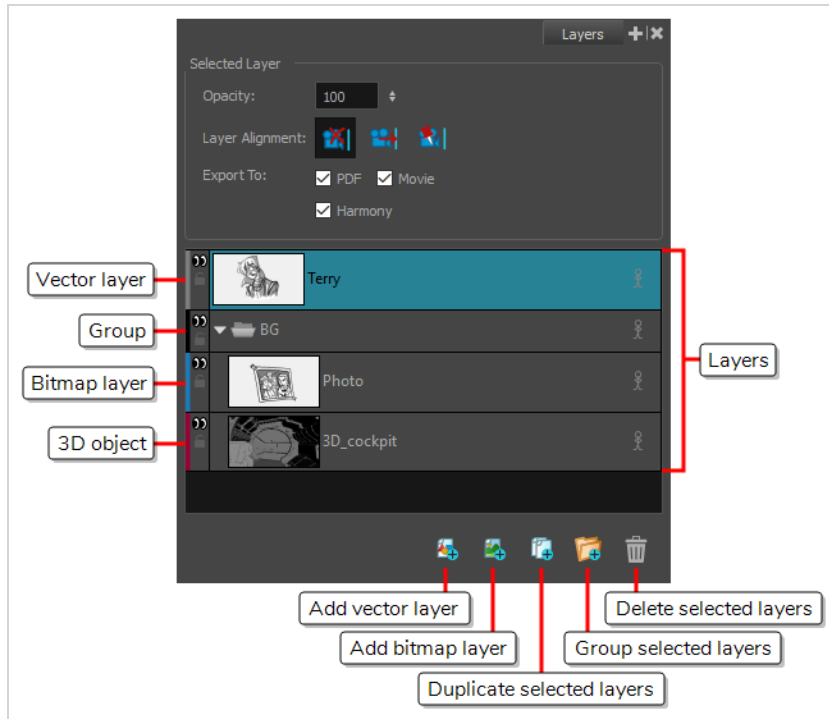 Layers
Selected Layer
Opacity: 100
Layer Alignment:
Export To: PDF Movie
Harmony
Vector layer
Terry
Group
BG
Bitmap layer
Photo
3D object
3D_cockpit
Layers
Add vector layer
Delete selected layers
Add bitmap layer
Group selected layers
Duplicate selected layers